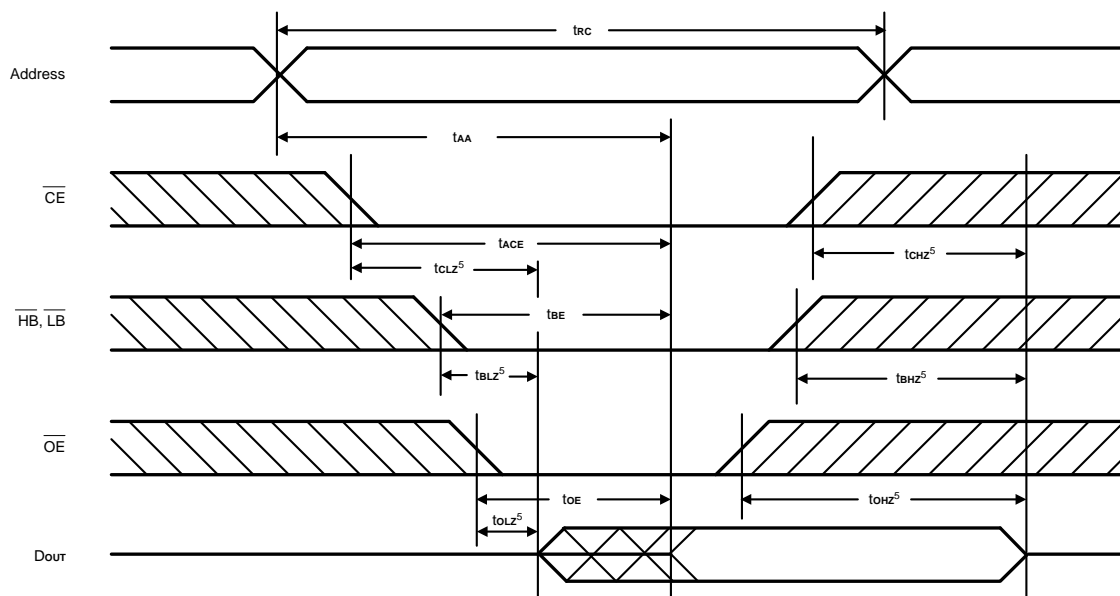 tRC
Address
tAA
CE
tACE
tCLZ5
tCHZ5
HB, LB
tBE
tBLZ5
tBHZ5
OE
tOE
tOHZ5
tOLZ5
DOUT